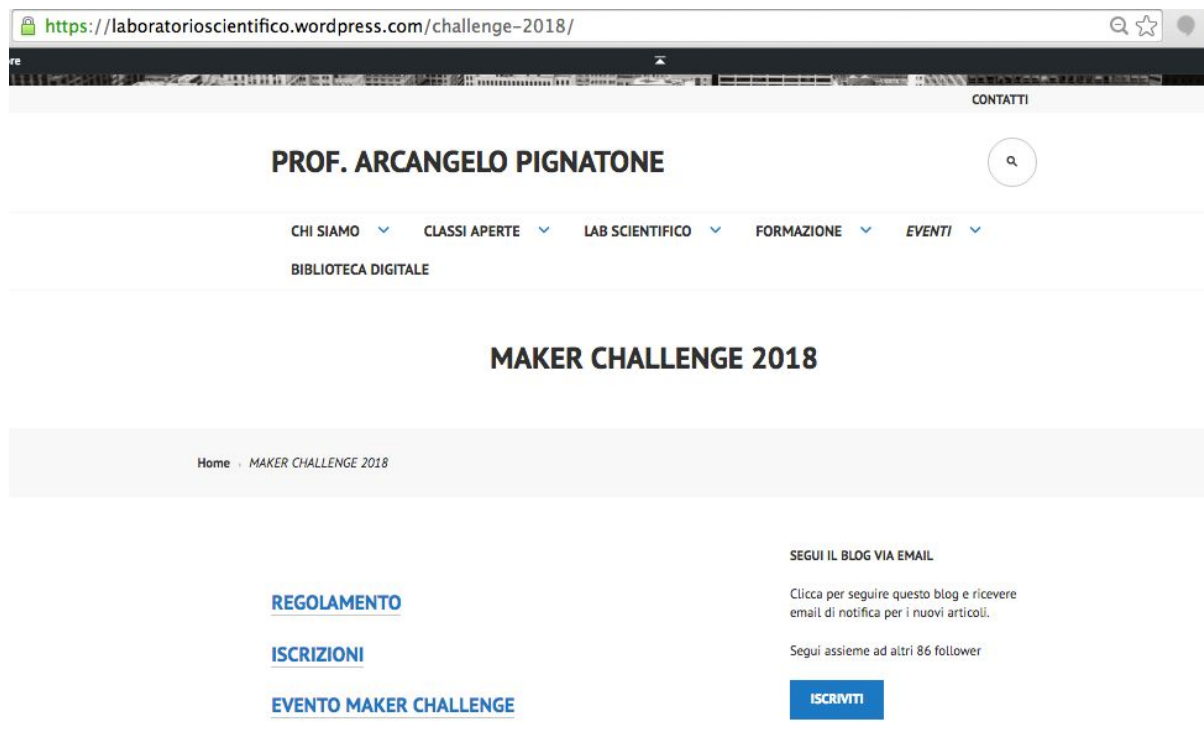 https://laboratorioscientifico.wordpress.com/challenge-2018/
re
CONTATTI
PROF. ARCANGELO PIGNATONE
CHI SIAMO CLASSI APERTE LAB SCIENTIFICO FORMAZIONE EVENTI
BIBLIOTECA DIGITALE
MAKER CHALLENGE 2018
Home › MAKER CHALLENGE 2018
REGOLAMENTO
ISCRIZIONI
EVENTO MAKER CHALLENGE
SEGUI IL BLOG VIA EMAIL
Clicca per seguire questo blog e ricevere
email di notifica per i nuovi articoli.
Segui assieme ad altri 86 follower
ISCRIVITI